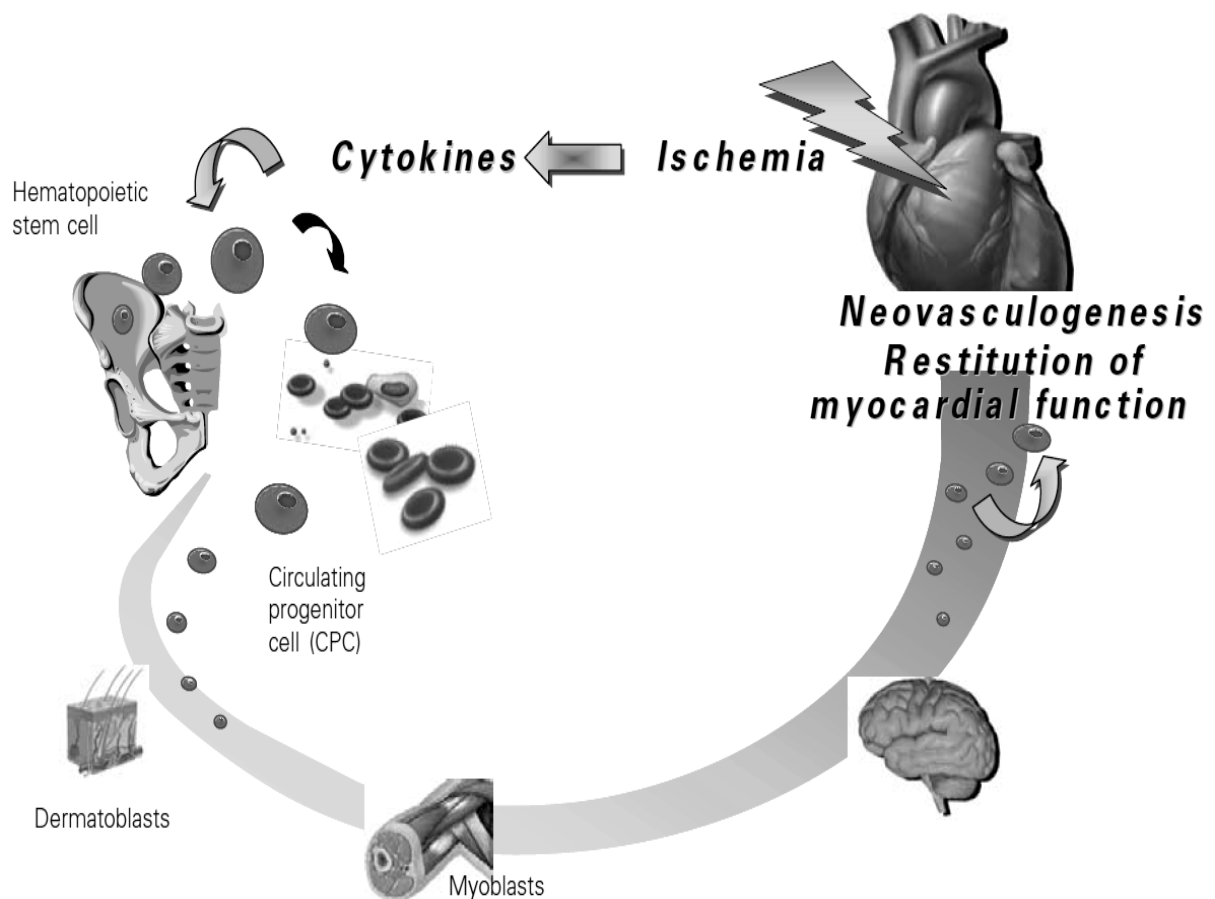 Cytokines
Ischemia
Hematopoietic
stem cell
Neovasculogenesis
Restitution of
myocardial function
Circulating
progenitor
cell (CPC)
Dermatoblasts
Myoblasts